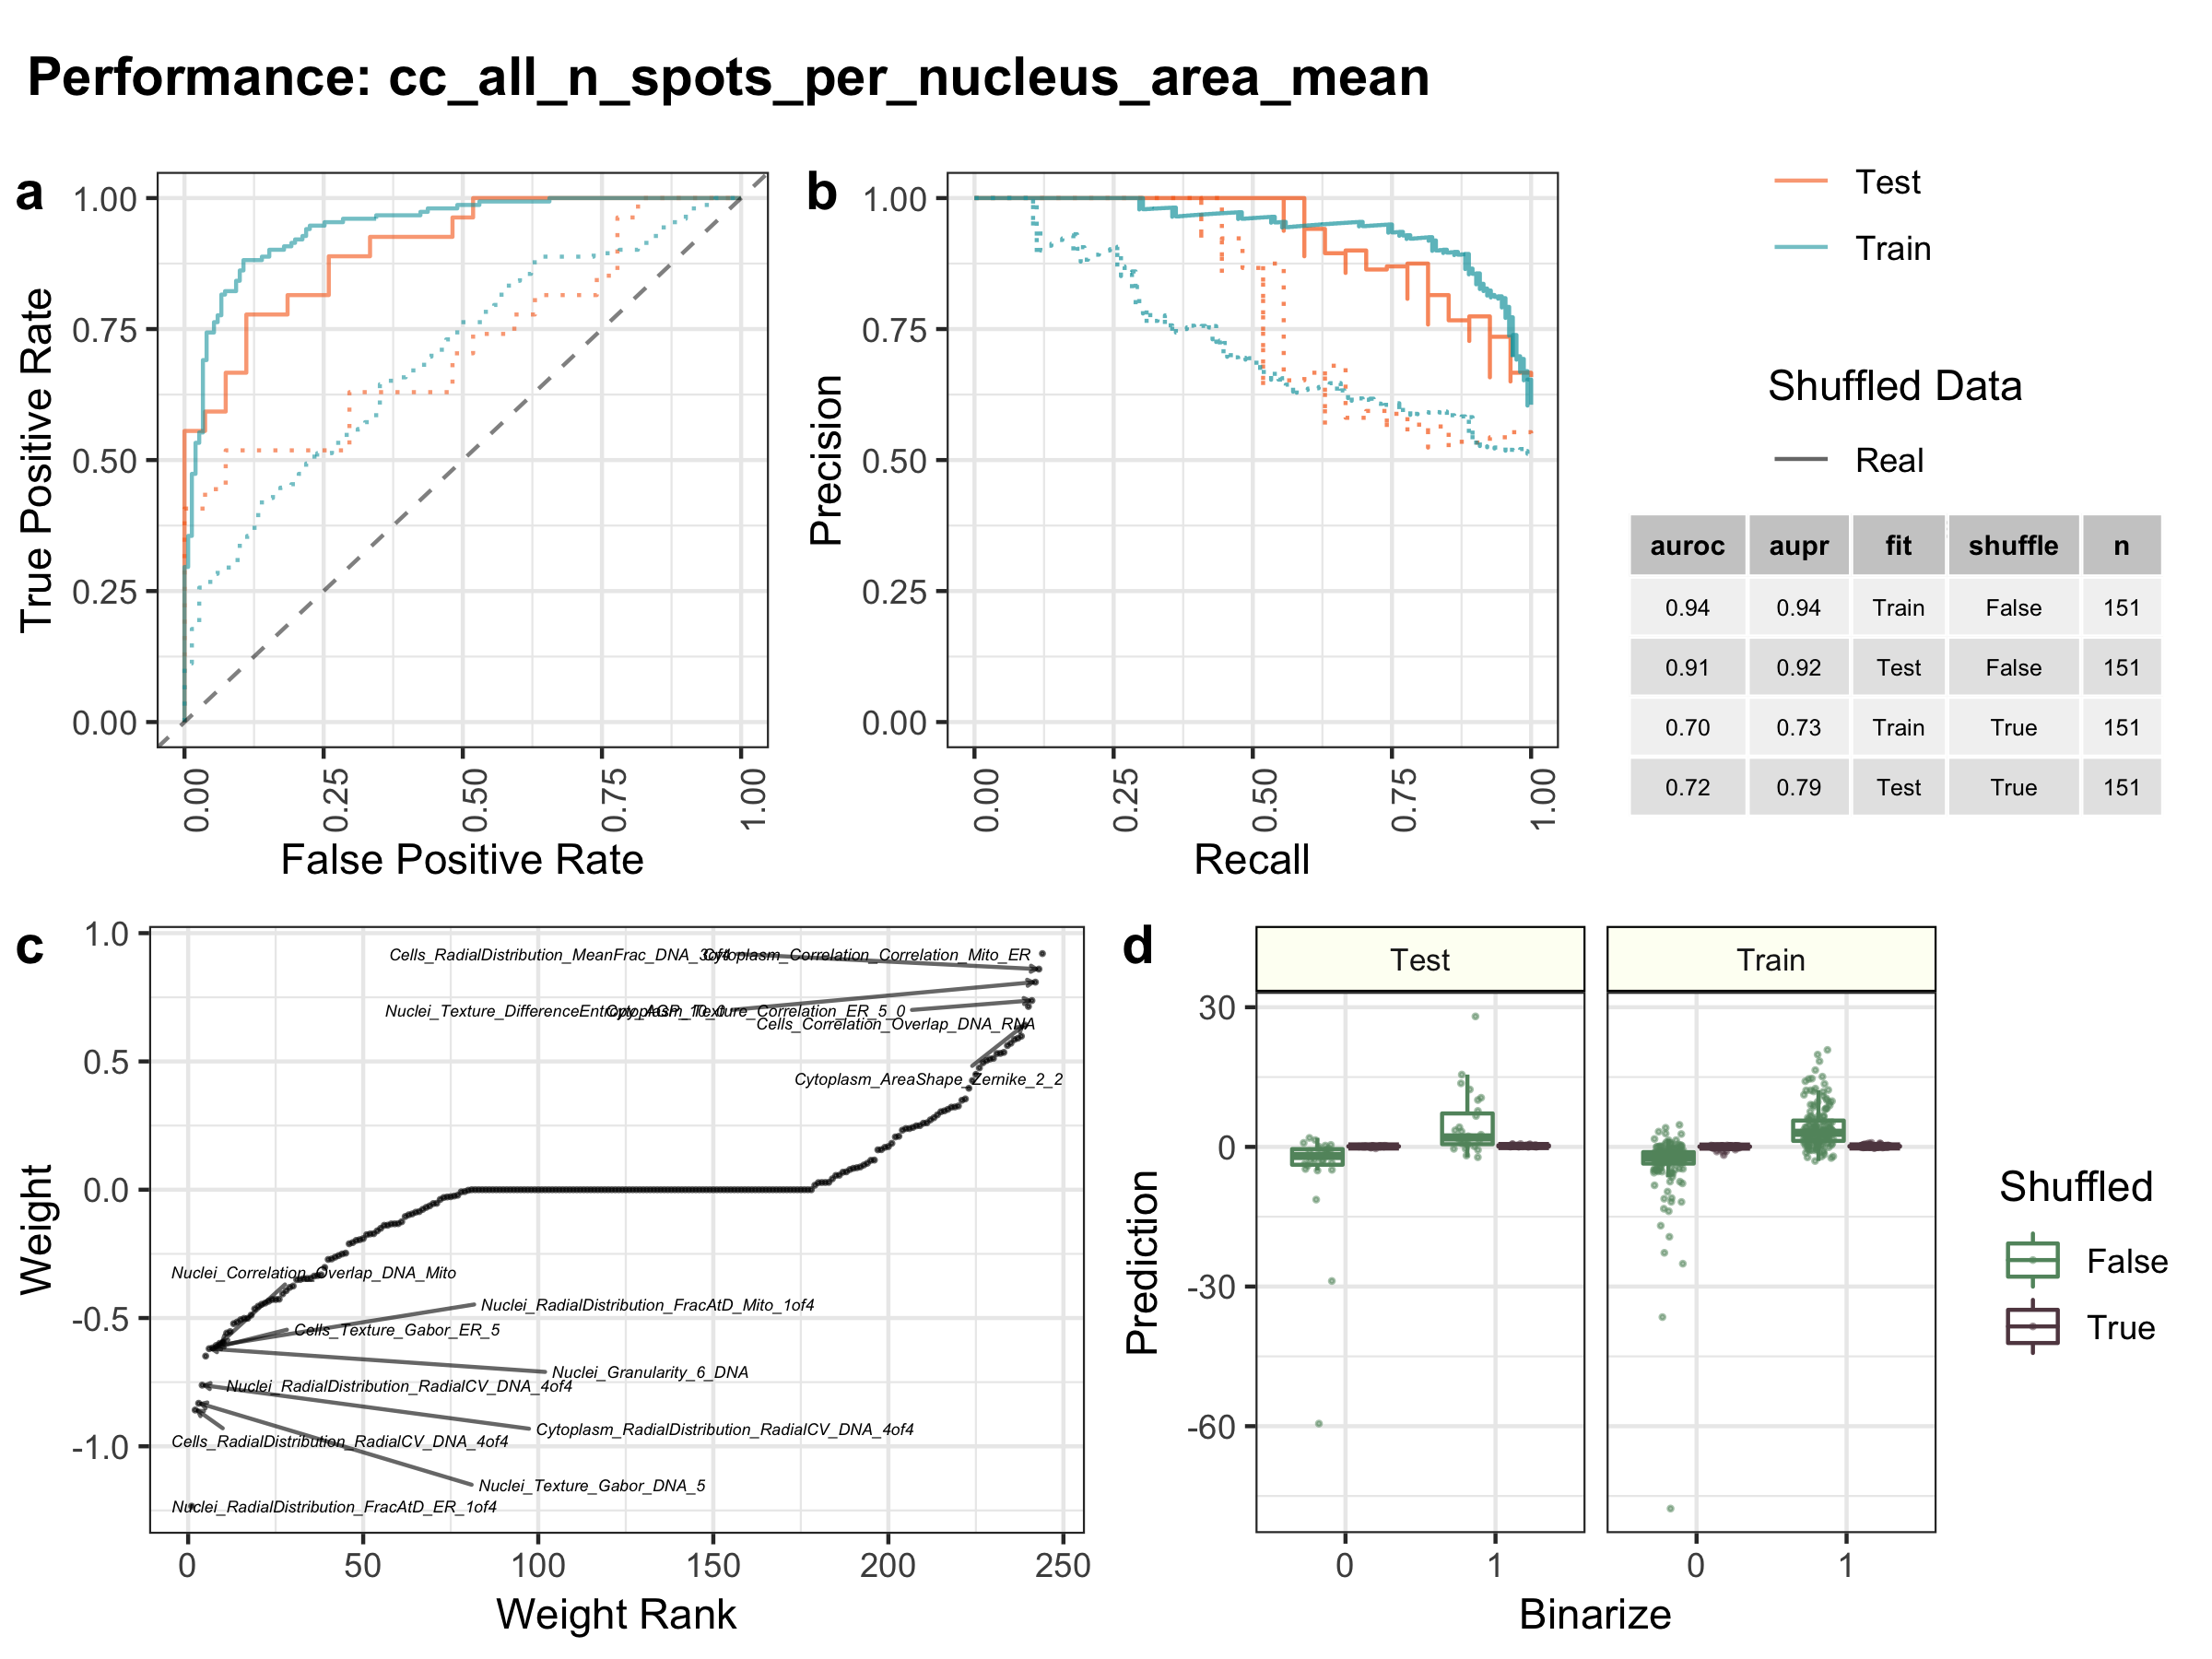 Performance: cc_all_n_spots_per_nucleus_area_mean
a
1.00
0.75
0.50
0.25
0.00
True Positive Rate
0.00
0.25
0.50
0.75
1.00
False Positive Rate
b
1.00
0.75
0.50
0.25
0.00
Precision
0.00
0.25
0.50
0.75
1.00
Recall
Test
Train
Shuffled Data
Real
auroc aupr fit shuffle n
0.94 0.94 Train False 151
0.91 0.92 Test False 151
0.70 0.73 Train True 151
0.72 0.79 Test True 151
c
1.0
0.5
0.0
-0.5
-1.0
Weight
Cells_RadialDistribution_MeanFrac_DNA_3of4
Cytoplasm_Correlation_Correlation_Mito_ER
Nuclei_Texture_DifferenceEntropy_AGP_10_0
Cytoplasm_Texture_Correlation_ER_5_0
Cells_Correlation_Overlap_DNA_RNA
Cytoplasm_AreaShape_Zernike_2_2
Nuclei_Correlation_Overlap_DNA_Mito
Nuclei_RadialDistribution_FracAtD_Mito_1of4
Cells_Texture_Gabor_ER_5
Nuclei_Granularity_6_DNA
Nuclei_RadialDistribution_RadialCV_DNA_4of4
Cytoplasm_RadialDistribution_RadialCV_DNA_4of4
Cells_RadialDistribution_RadialCV_DNA_4of4
Nuclei_Texture_Gabor_DNA_5
Nuclei_RadialDistribution_FracAtD_ER_1of4
0 50 100 150 200 250
Weight Rank
d
Test Train
30
0
-30
-60
Prediction
0 1 0 1
Binarize
Shuffled
False
True